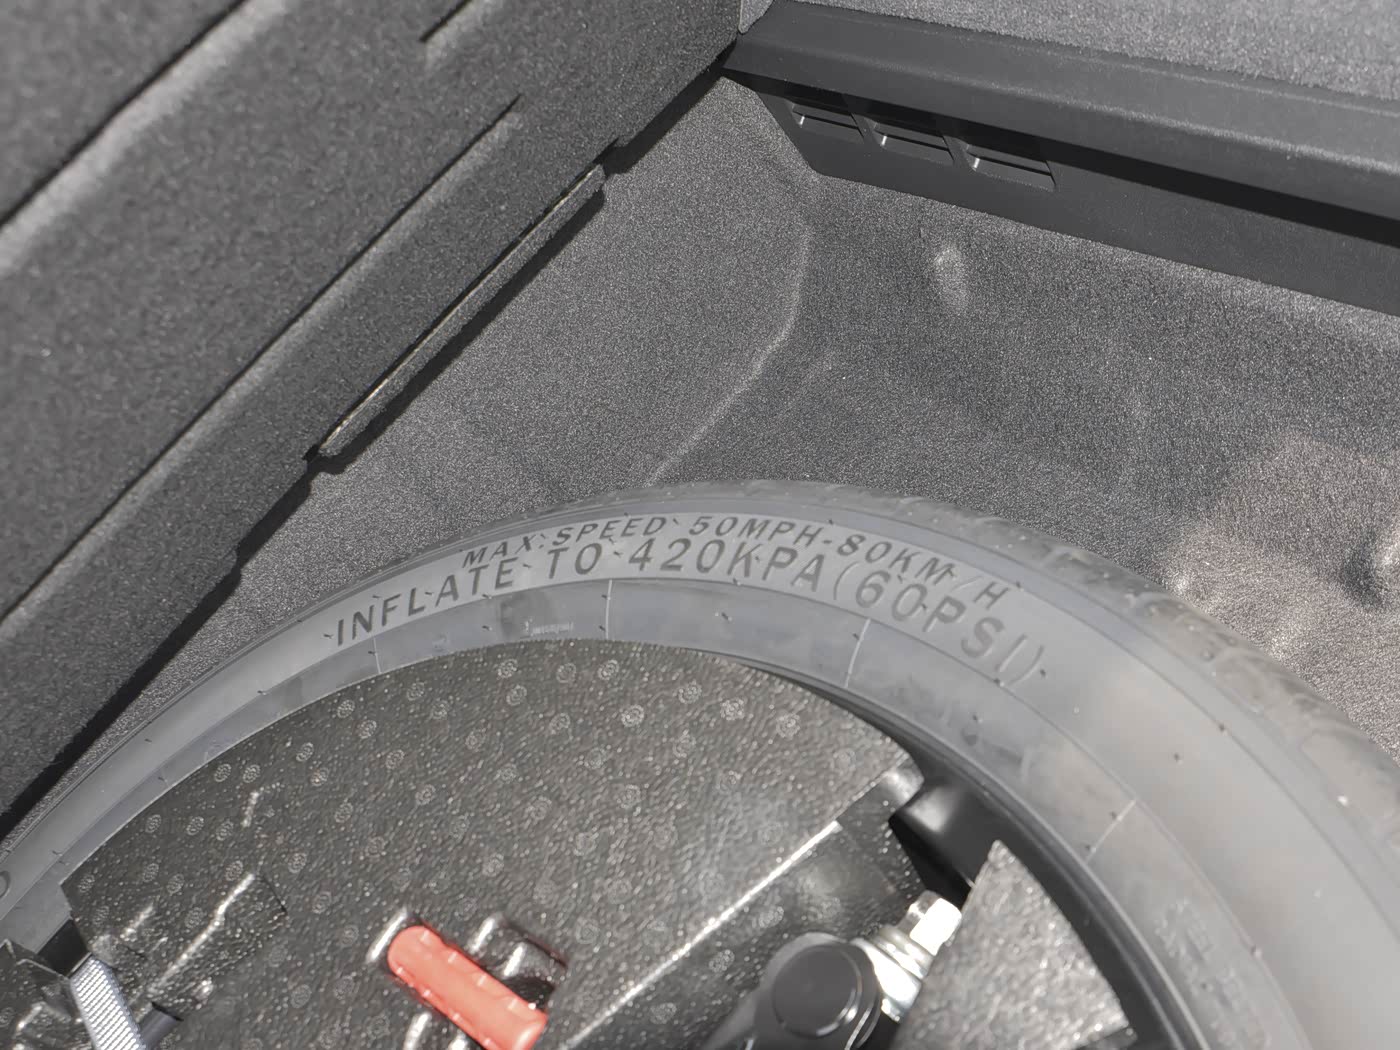 MAX SPEED 50MPH-80KM/H
INFLATE TO 420KPA(60PSI)